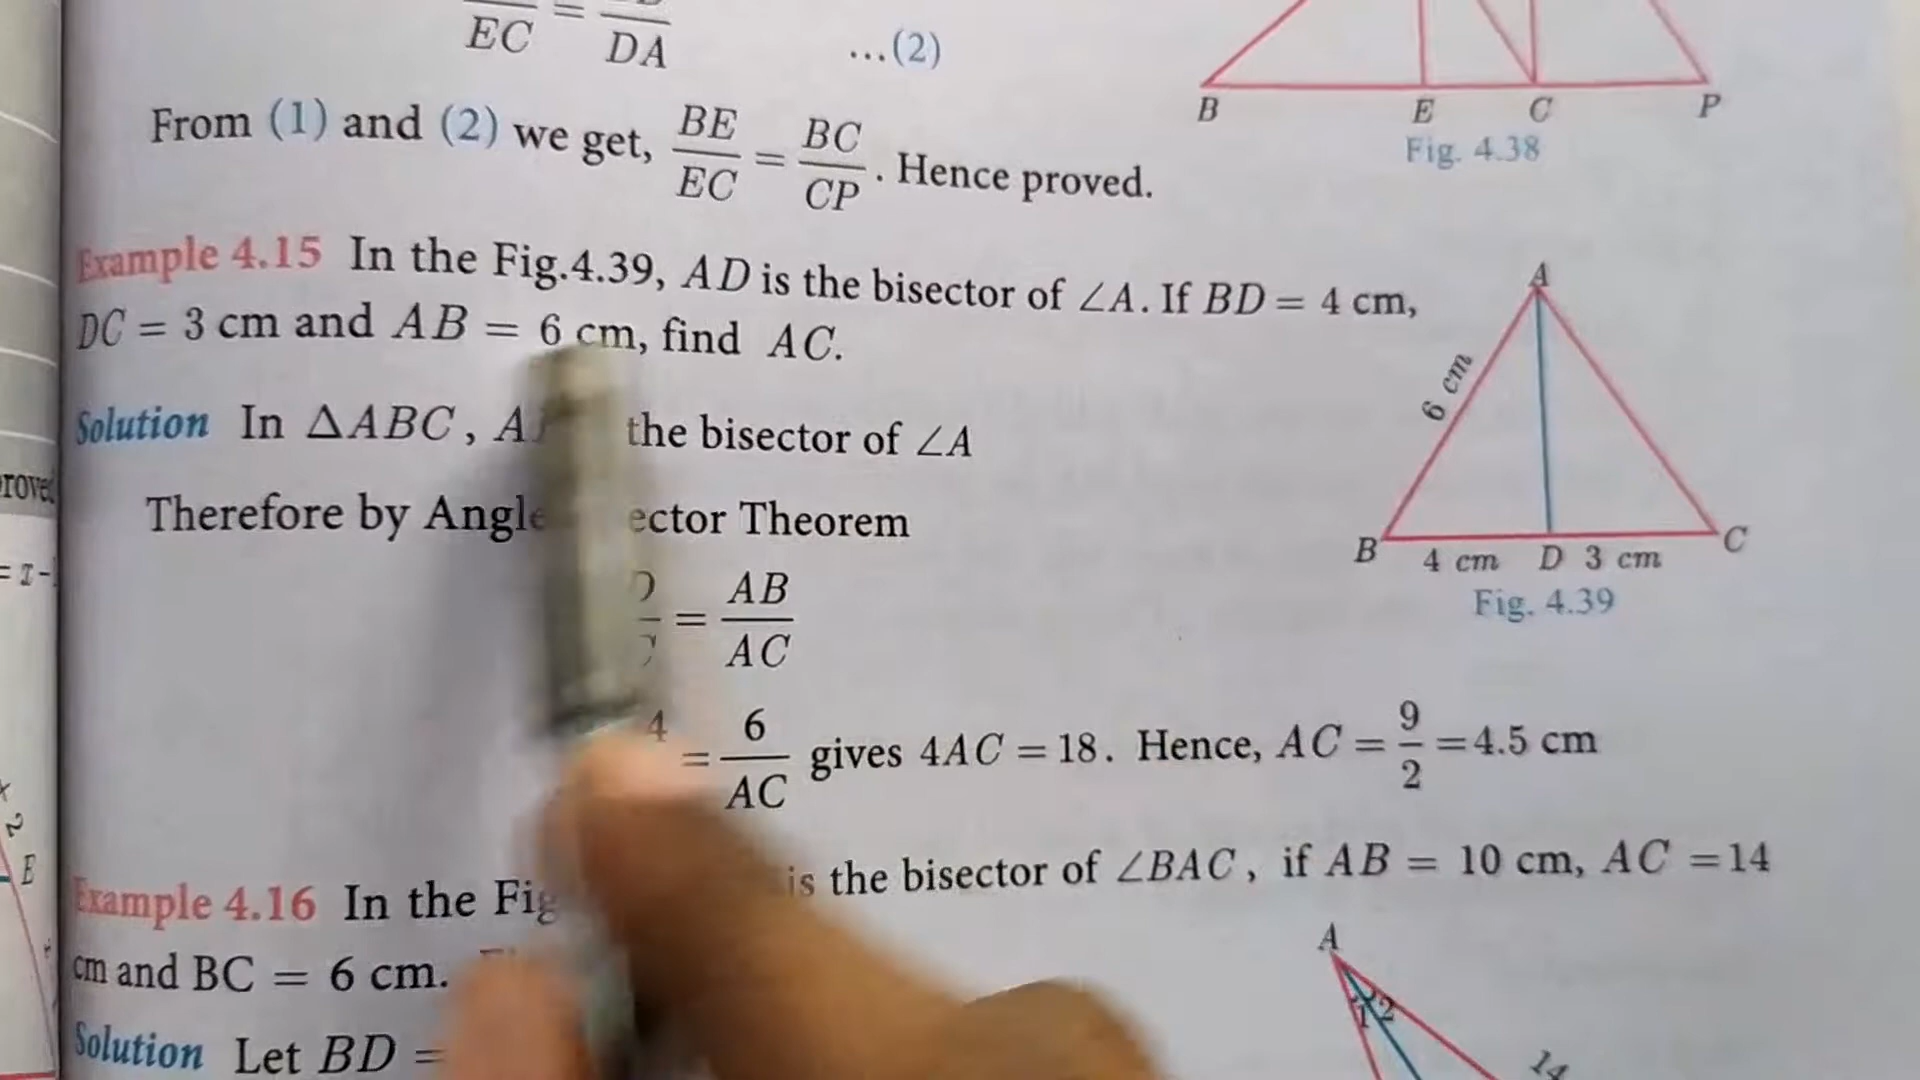 EC = DA ...(2)
From (1) and (2) we get, BE/EC = BC/CP. Hence proved.
B E C P
Fig. 4.38
Example 4.15 In the Fig.4.39, AD is the bisector of ∠A. If BD = 4 cm,
DC = 3 cm and AB = 6 cm, find AC.
A
6 cm
B 4 cm D 3 cm C
Fig. 4.39
Solution In ΔABC, A the bisector of ∠A
Therefore by Angle ector Theorem
= AB/AC
4 = 6/AC gives 4AC = 18. Hence, AC = 9/2 = 4.5 cm
Example 4.16 In the Fig is the bisector of ∠BAC, if AB = 10 cm, AC = 14
cm and BC = 6 cm.
Solution Let BD =
A
1 2
14
= x-
2
E